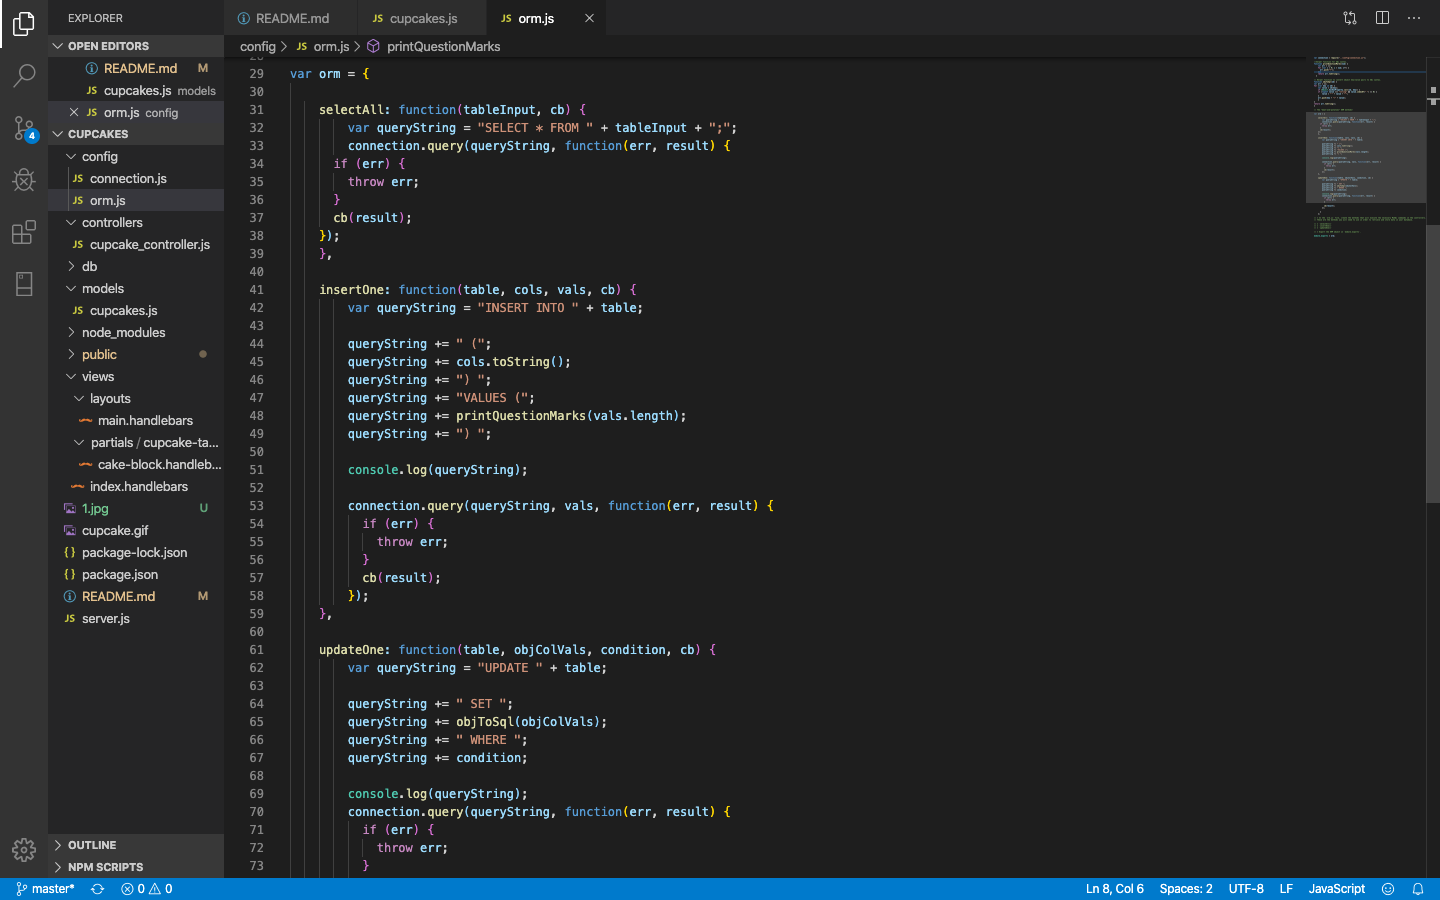 EXPLORER
README.md
JS cupcakes.js
JS orm.js
OPEN EDITORS
README.md M
JS cupcakes.js models
JS orm.js config
CUPCAKES
config
JS connection.js
JS orm.js
controllers
JS cupcake_controller.js
db
models
JS cupcakes.js
node_modules
public
views
layouts
main.handlebars
partials / cupcake-ta...
cake-block.handleb...
index.handlebars
1.jpg U
cupcake.gif
{} package-lock.json
{} package.json
README.md M
JS server.js
OUTLINE
NPM SCRIPTS
4
config > JS orm.js > printQuestionMarks
29 var orm = {
30
31 selectAll: function(tableInput, cb) {
32 var queryString = "SELECT * FROM " + tableInput + ";";
33 connection.query(queryString, function(err, result) {
34 if (err) {
35 throw err;
36 }
37 cb(result);
38 });
39 },
40
41 insertOne: function(table, cols, vals, cb) {
42 var queryString = "INSERT INTO " + table;
43
44 queryString += " (";
45 queryString += cols.toString();
46 queryString += ") ";
47 queryString += "VALUES (";
48 queryString += printQuestionMarks(vals.length);
49 queryString += ") ";
50
51 console.log(queryString);
52
53 connection.query(queryString, vals, function(err, result) {
54 if (err) {
55 throw err;
56 }
57 cb(result);
58 });
59 },
60
61 updateOne: function(table, objColVals, condition, cb) {
62 var queryString = "UPDATE " + table;
63
64 queryString += " SET ";
65 queryString += objToSql(objColVals);
66 queryString += " WHERE ";
67 queryString += condition;
68
69 console.log(queryString);
70 connection.query(queryString, function(err, result) {
71 if (err) {
72 throw err;
73 }
master* 0 0 Ln 8, Col 6 Spaces: 2 UTF-8 LF JavaScript